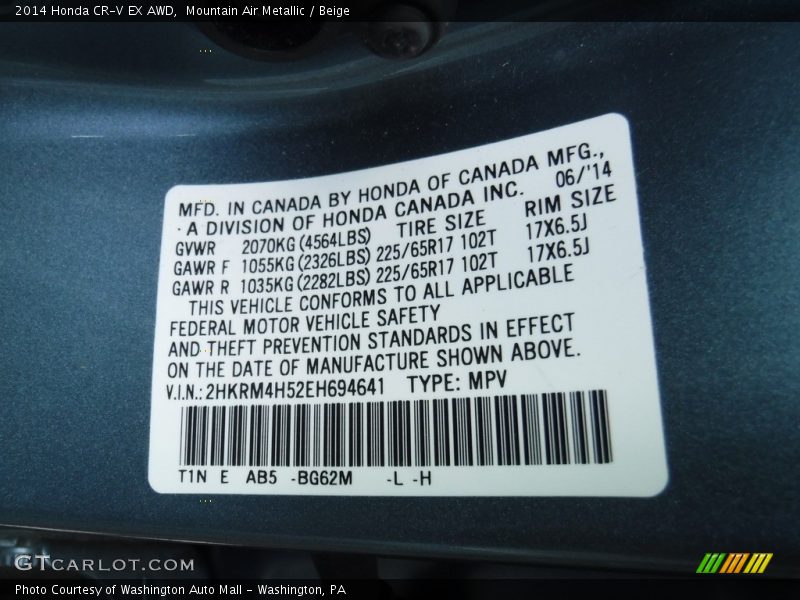 2014 Honda CR-V EX AWD,  Mountain Air Metallic / Beige
MFD. IN CANADA BY HONDA OF CANADA MFG.,
A DIVISION OF HONDA CANADA INC. 06/'14
GVWR 2070KG(4564LBS) TIRE SIZE RIM SIZE
GAWR F 1055KG(2326LBS) 225/65R17 102T 17X6.5J
GAWR R 1035KG(2282LBS) 225/65R17 102T 17X6.5J
THIS VEHICLE CONFORMS TO ALL APPLICABLE
FEDERAL MOTOR VEHICLE SAFETY
AND THEFT PREVENTION STANDARDS IN EFFECT
ON THE DATE OF MANUFACTURE SHOWN ABOVE.
V.I.N.: 2HKRM4H52EH694641 TYPE: MPV
T1N E AB5 -BG62M -L -H
GTCARLOT.COM
Photo Courtesy of Washington Auto Mall - Washington, PA